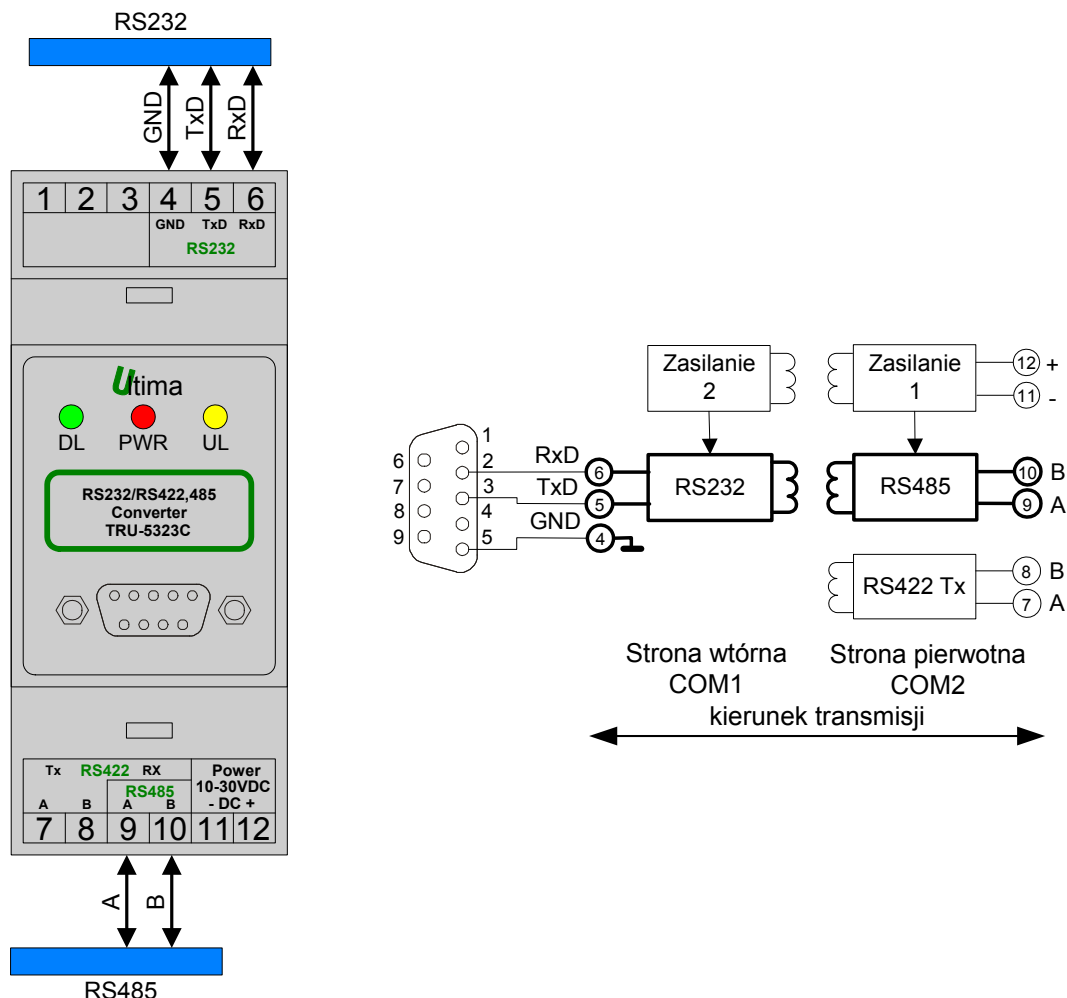 RS232
GND
TxD
RxD
1 2 3 4 5 6
GND TxD RxD
RS232
Ultima
DL PWR UL
RS232/RS422,485
Converter
TRU-5323C
Tx RS422 RX
RS485
A B A B
Power
10-30VDC
- DC +
7 8 9 10 11 12
A
B
RS485
Zasilanie
2
Zasilanie
1
12 +
11 -
1
6
2
7
3
8
4
9
5
RxD
6
TxD
5
GND
4
RS232
RS485
10 B
9 A
RS422 Tx
8 B
7 A
Strona wtórna
COM1
Strona pierwotna
COM2
kierunek transmisji